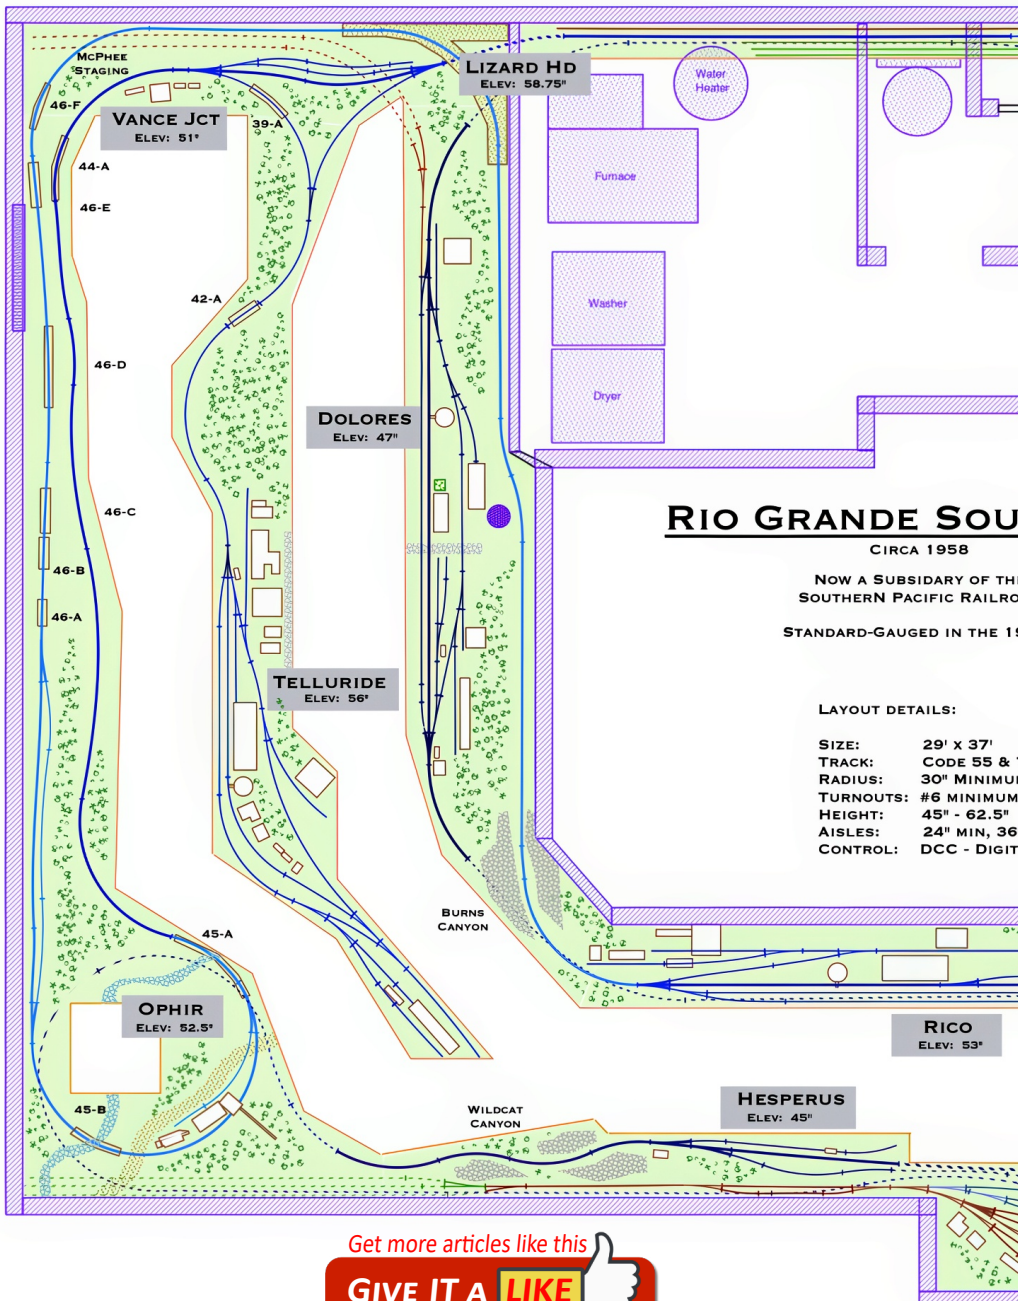 McPhee
Staging
46-F
Vance Jct
Elev: 51"
39-A
44-A
46-E
Lizard Hd
Elev: 58.75"
Water
Heater
Furnace
42-A
Washer
46-D
Dryer
Dolores
Elev: 47"
46-C
46-B
46-A
Rio Grande Sou
Circa 1958
Now a Subsidary of th
Southern Pacific Railro
Standard-Gauged in the 19
Telluride
Elev: 56"
Layout details:
Size: 29' x 37'
Track: Code 55 &
Radius: 30" Minimu
Turnouts: #6 minimum
Height: 45" - 62.5"
Aisles: 24" min, 36
Control: DCC - Digit
Burns
Canyon
45-A
Ophir
Elev: 52.5"
Rico
Elev: 53"
45-B
Wildcat
Canyon
Hesperus
Elev: 45"
Get more articles like this
Give it a LIKE